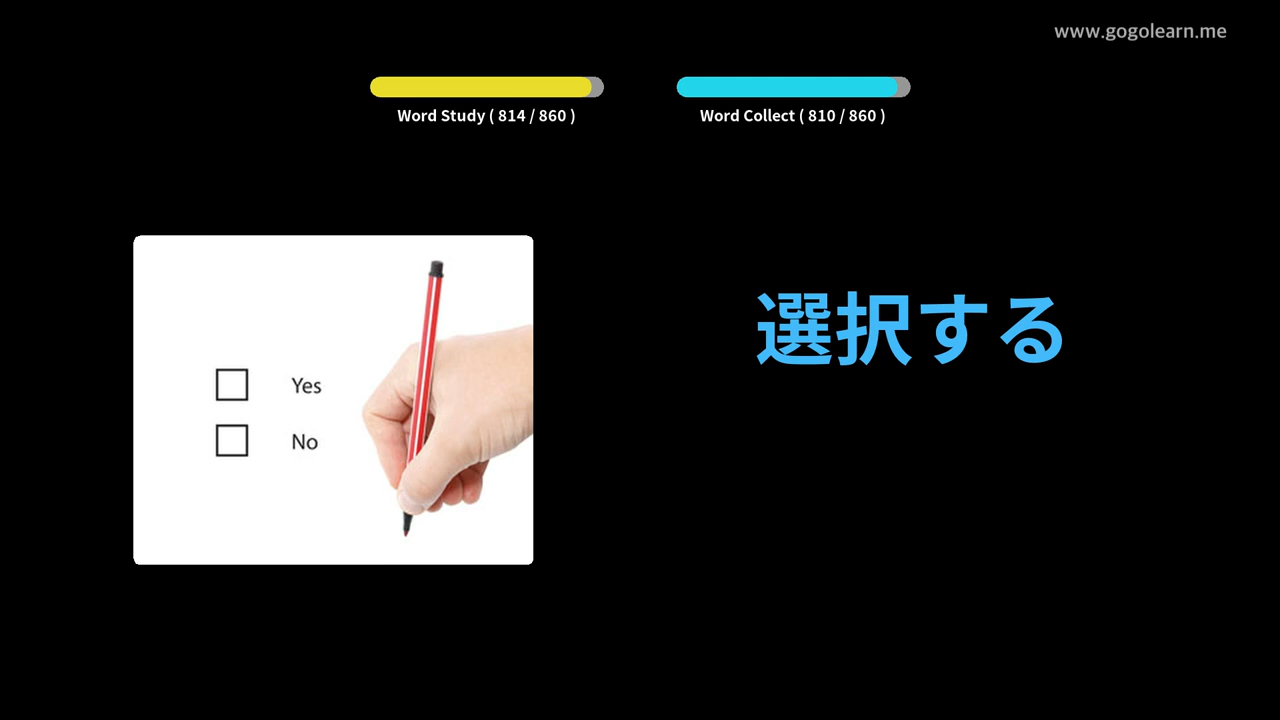 www.gogolearn.me
Word Study ( 814 / 860 )
Word Collect ( 810 / 860 )
選択する
Yes
No